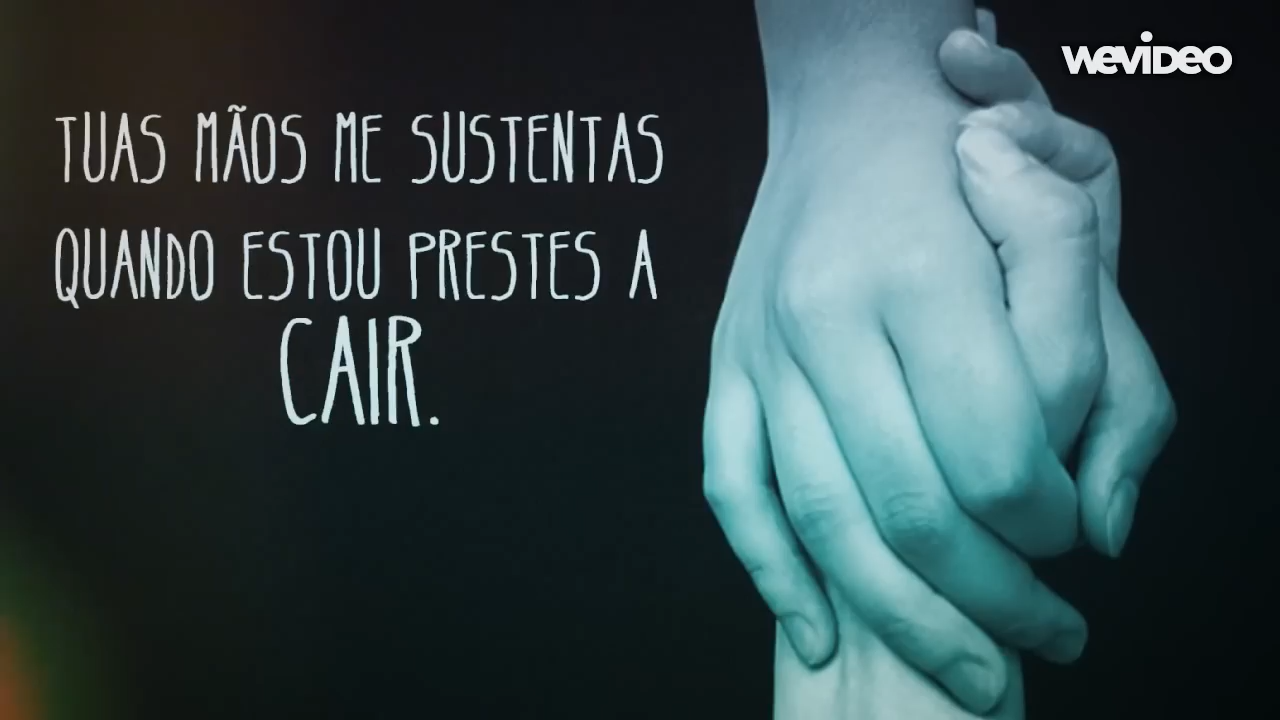 WEVIDEO
TUAS MÃOS ME SUSTENTAS
QUANDO ESTOU PRESTES A
CAIR.